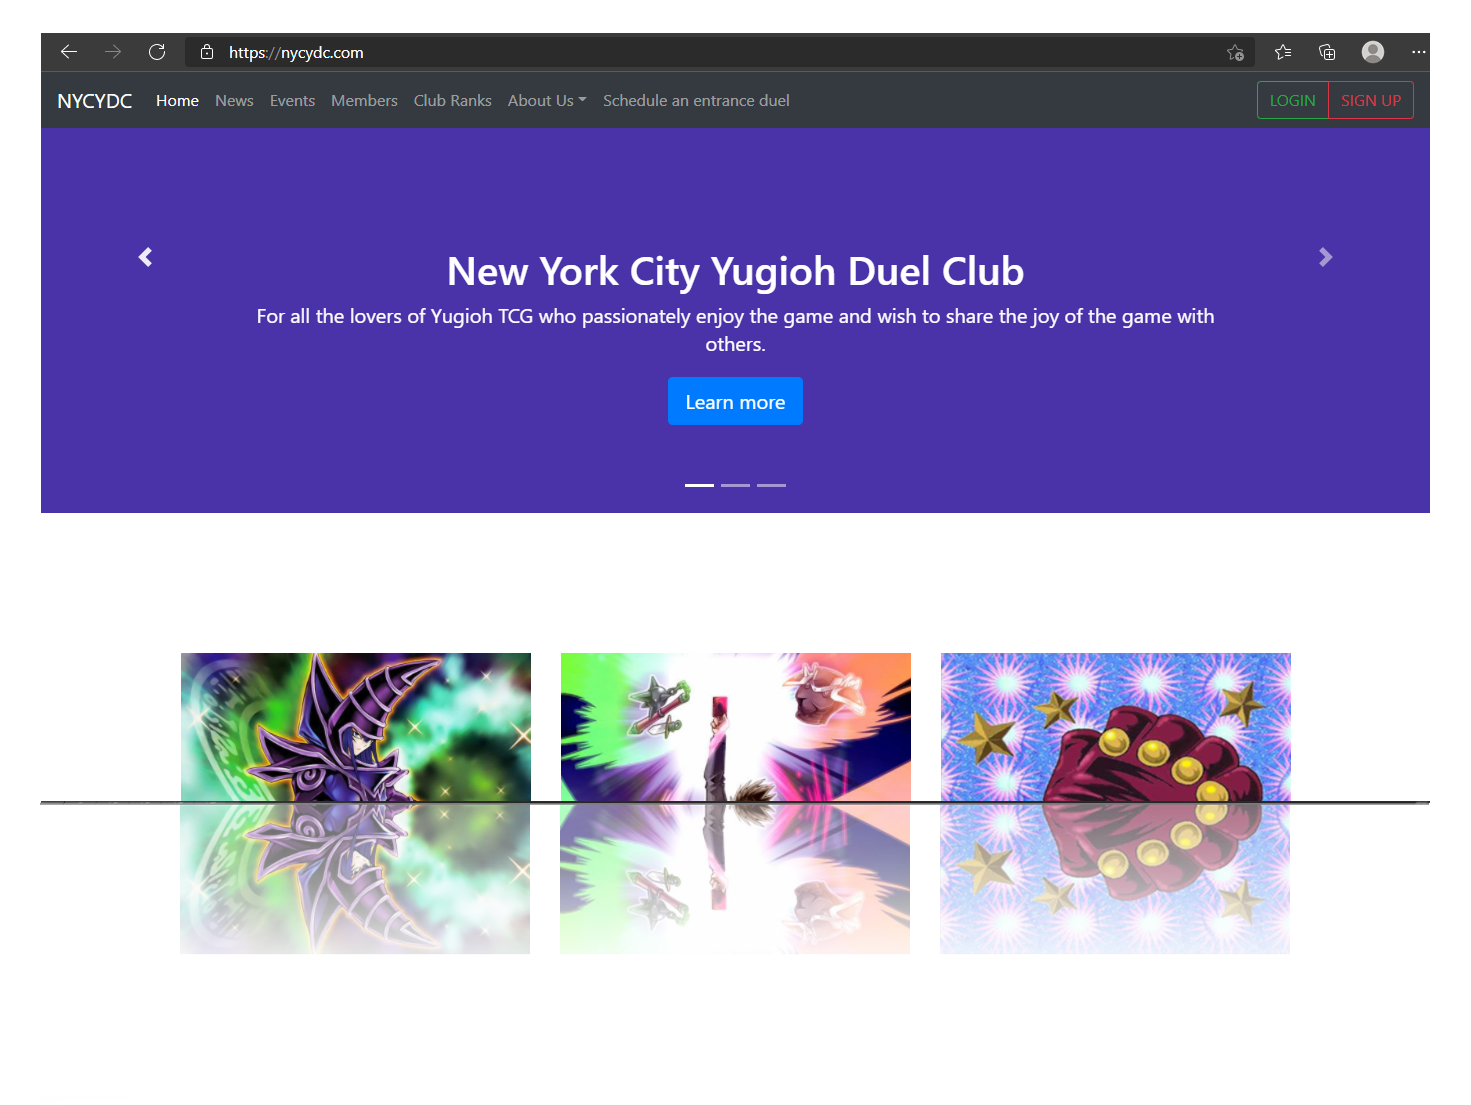 https://nycydc.com
NYCYDC Home News Events Members Club Ranks About Us Schedule an entrance duel LOGIN SIGN UP
New York City Yugioh Duel Club
For all the lovers of Yugioh TCG who passionately enjoy the game and wish to share the joy of the game with
others.
Learn more